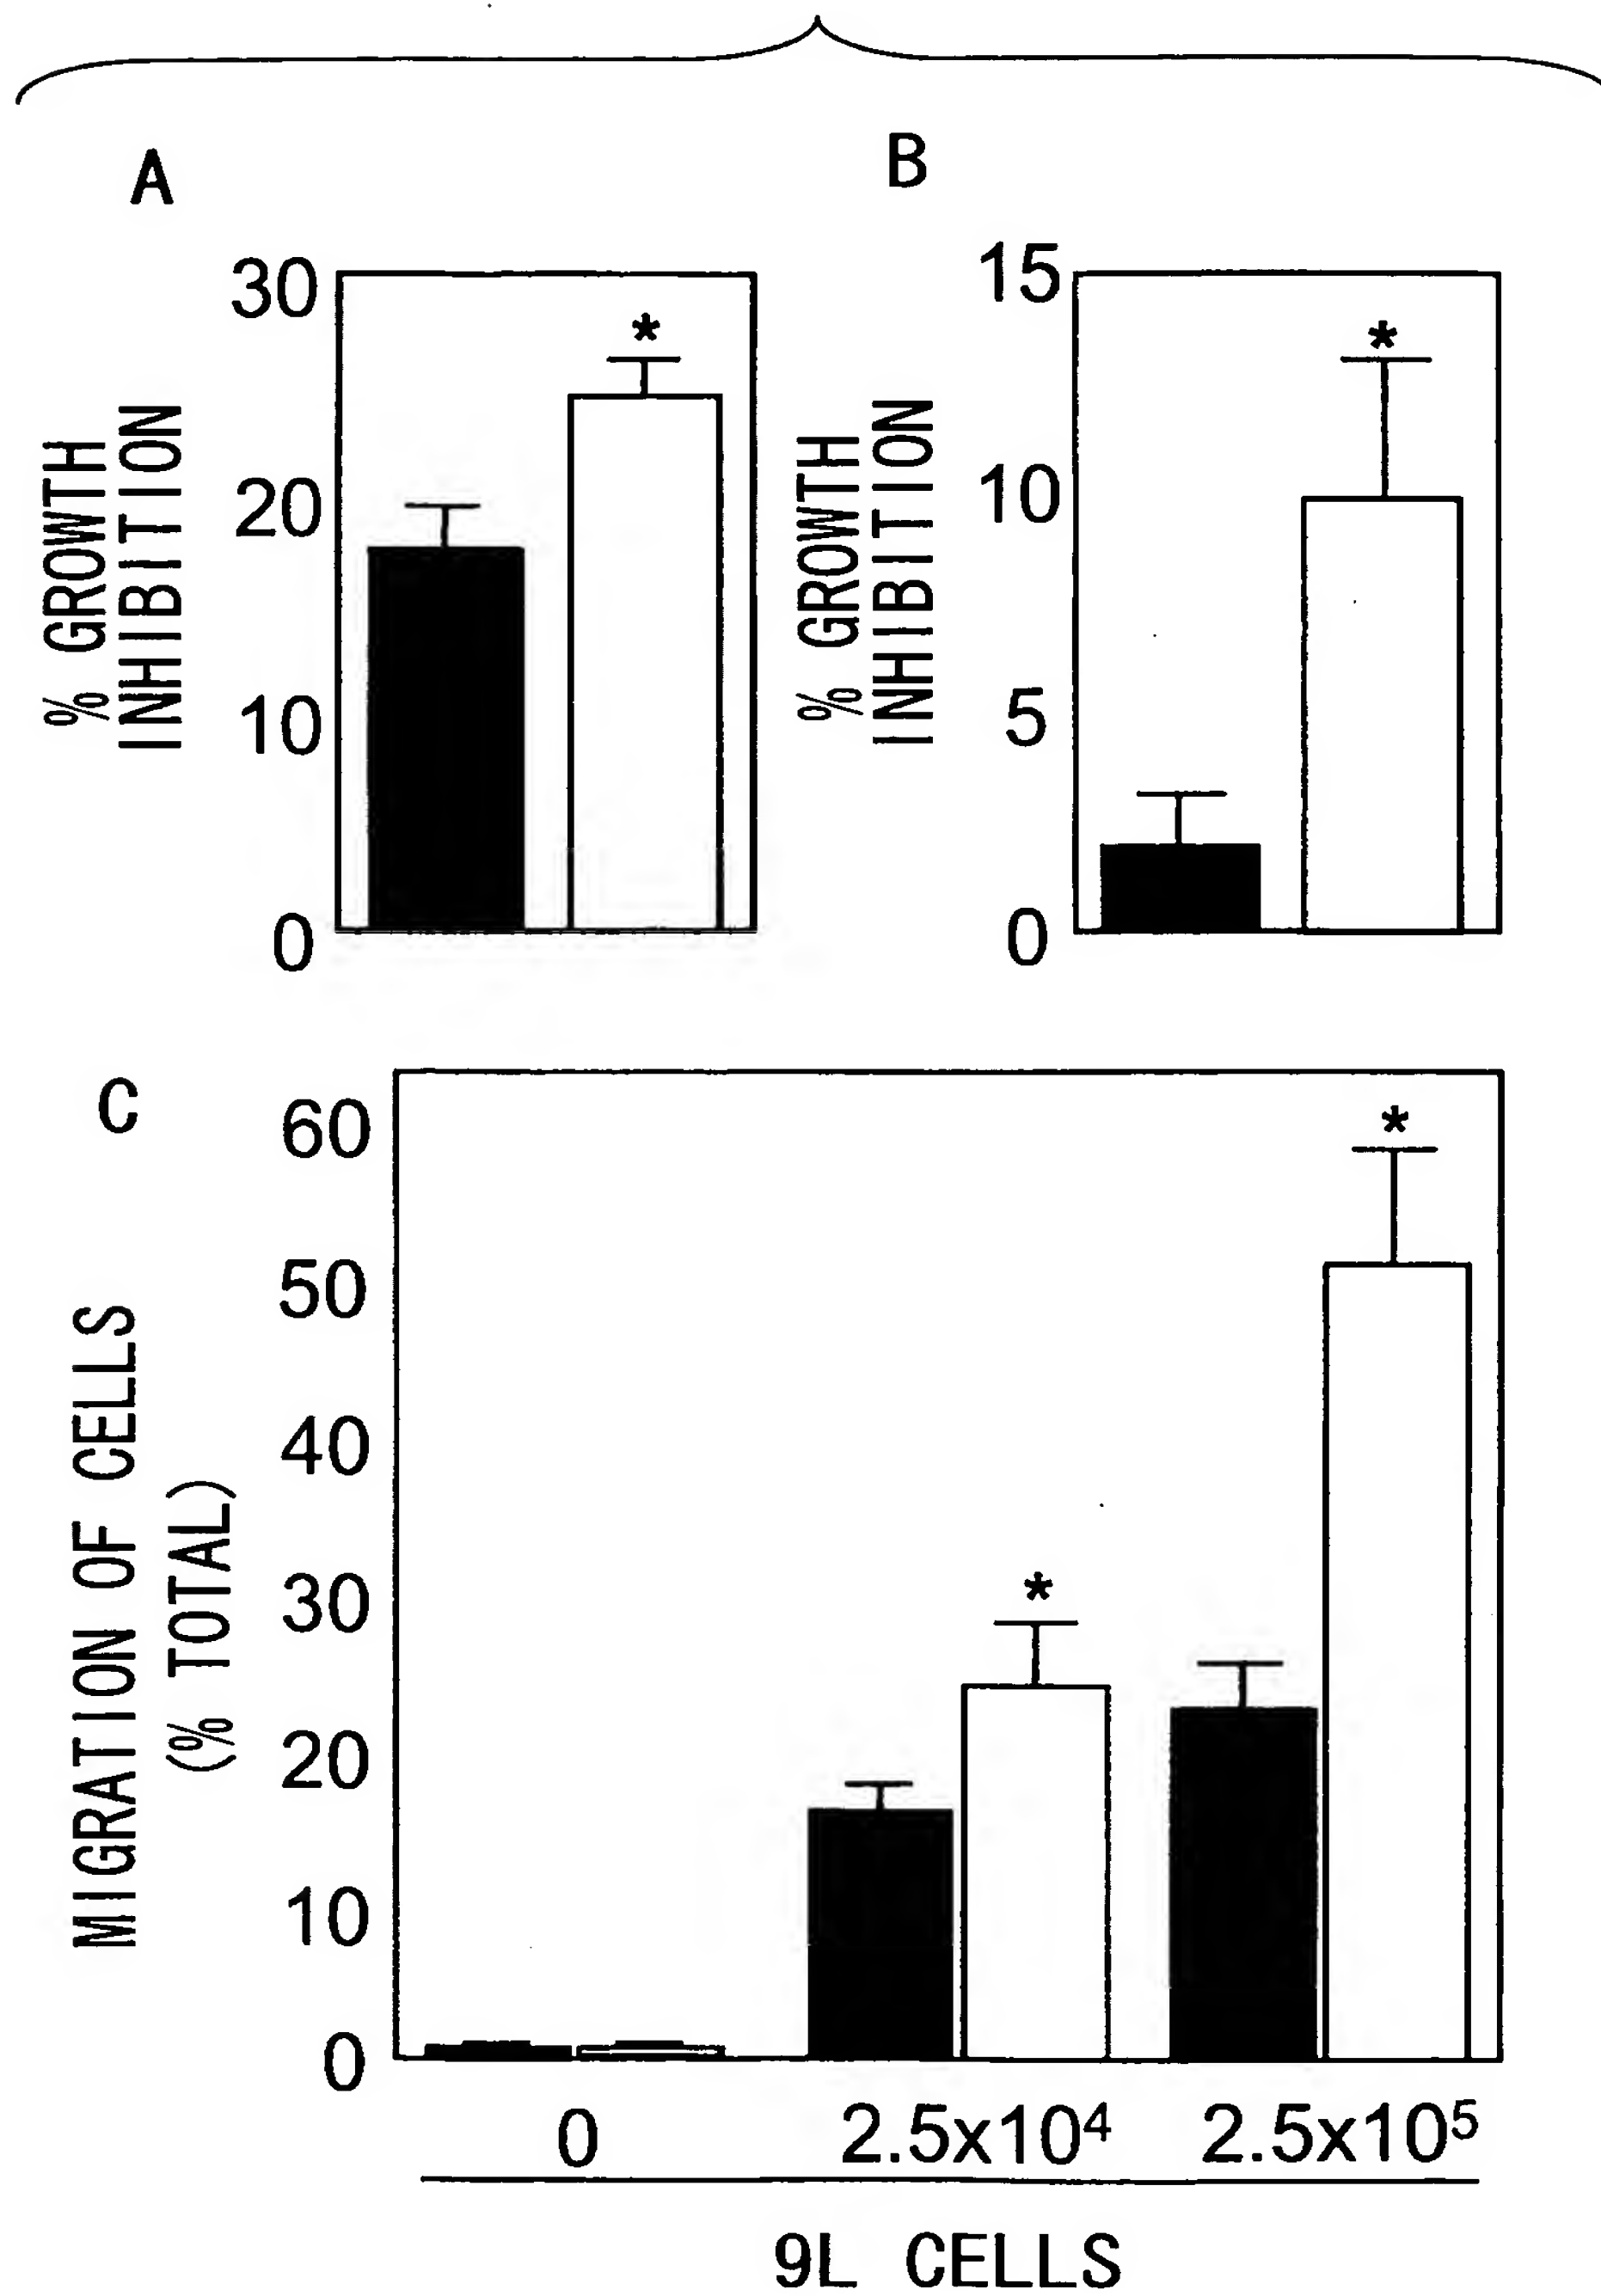 A
B
% GROWTH
INHIBITION
30
*
20
10
0
% GROWTH
INHIBITION
15
*
10
5
0
C
MIGRATION OF CELLS
(% TOTAL)
60
*
50
40
30
*
20
10
0
0 2.5x10⁴ 2.5x10⁵
9L CELLS